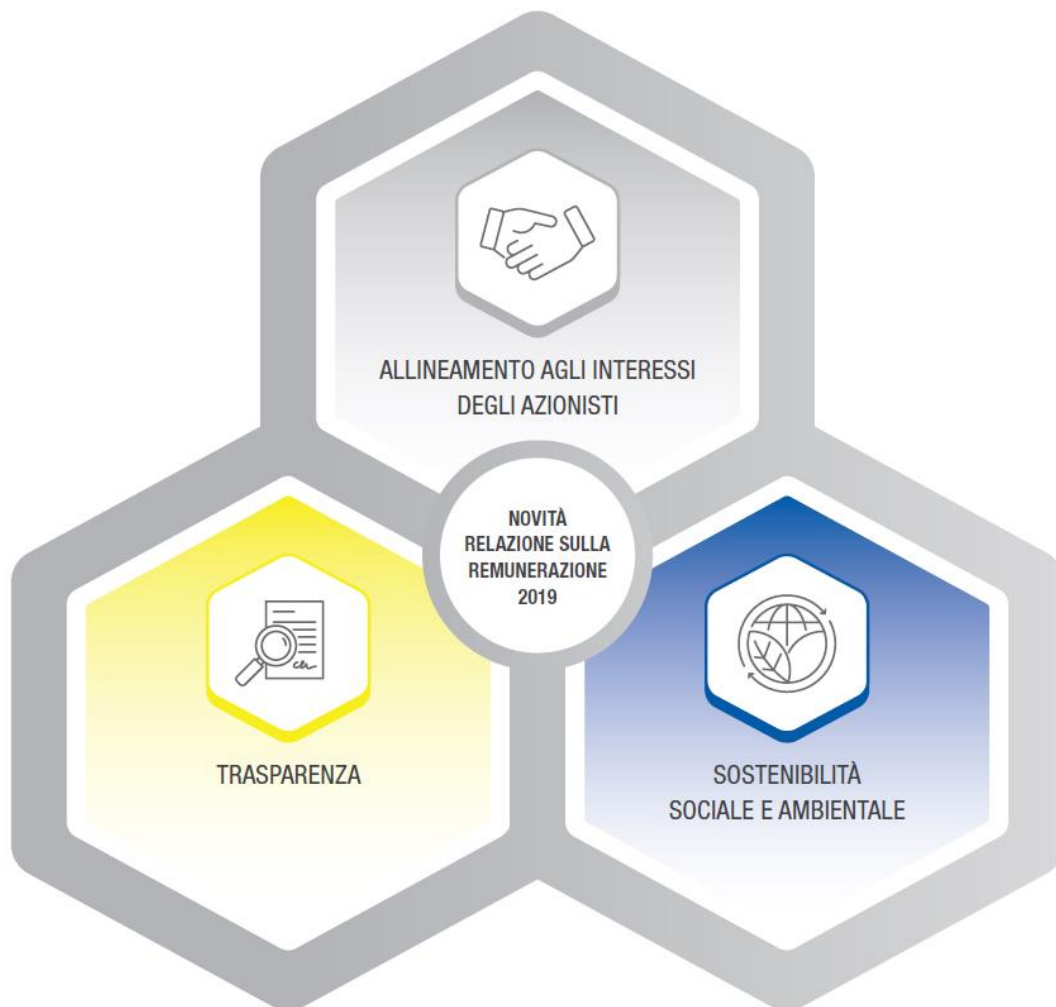 ALLINEAMENTO AGLI INTERESSI
DEGLI AZIONISTI
NOVITÀ
RELAZIONE SULLA
REMUNERAZIONE
2019
TRASPARENZA
SOSTENIBILITÀ
SOCIALE E AMBIENTALE